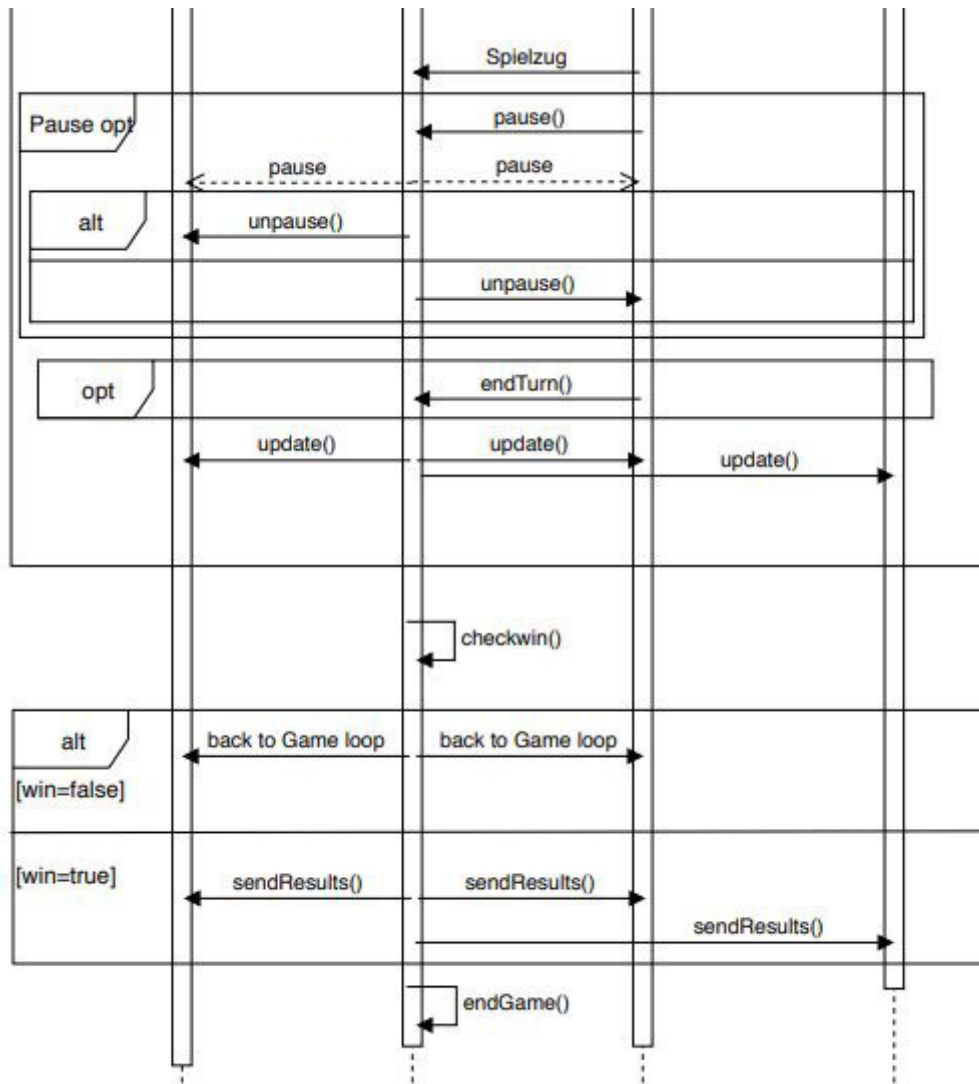 Spielzug
Pause opt
pause()
pause
pause
alt
unpause()
unpause()
opt
endTurn()
update()
update()
update()
checkwin()
alt
back to Game loop
back to Game loop
[win=false]
[win=true]
sendResults()
sendResults()
sendResults()
endGame()